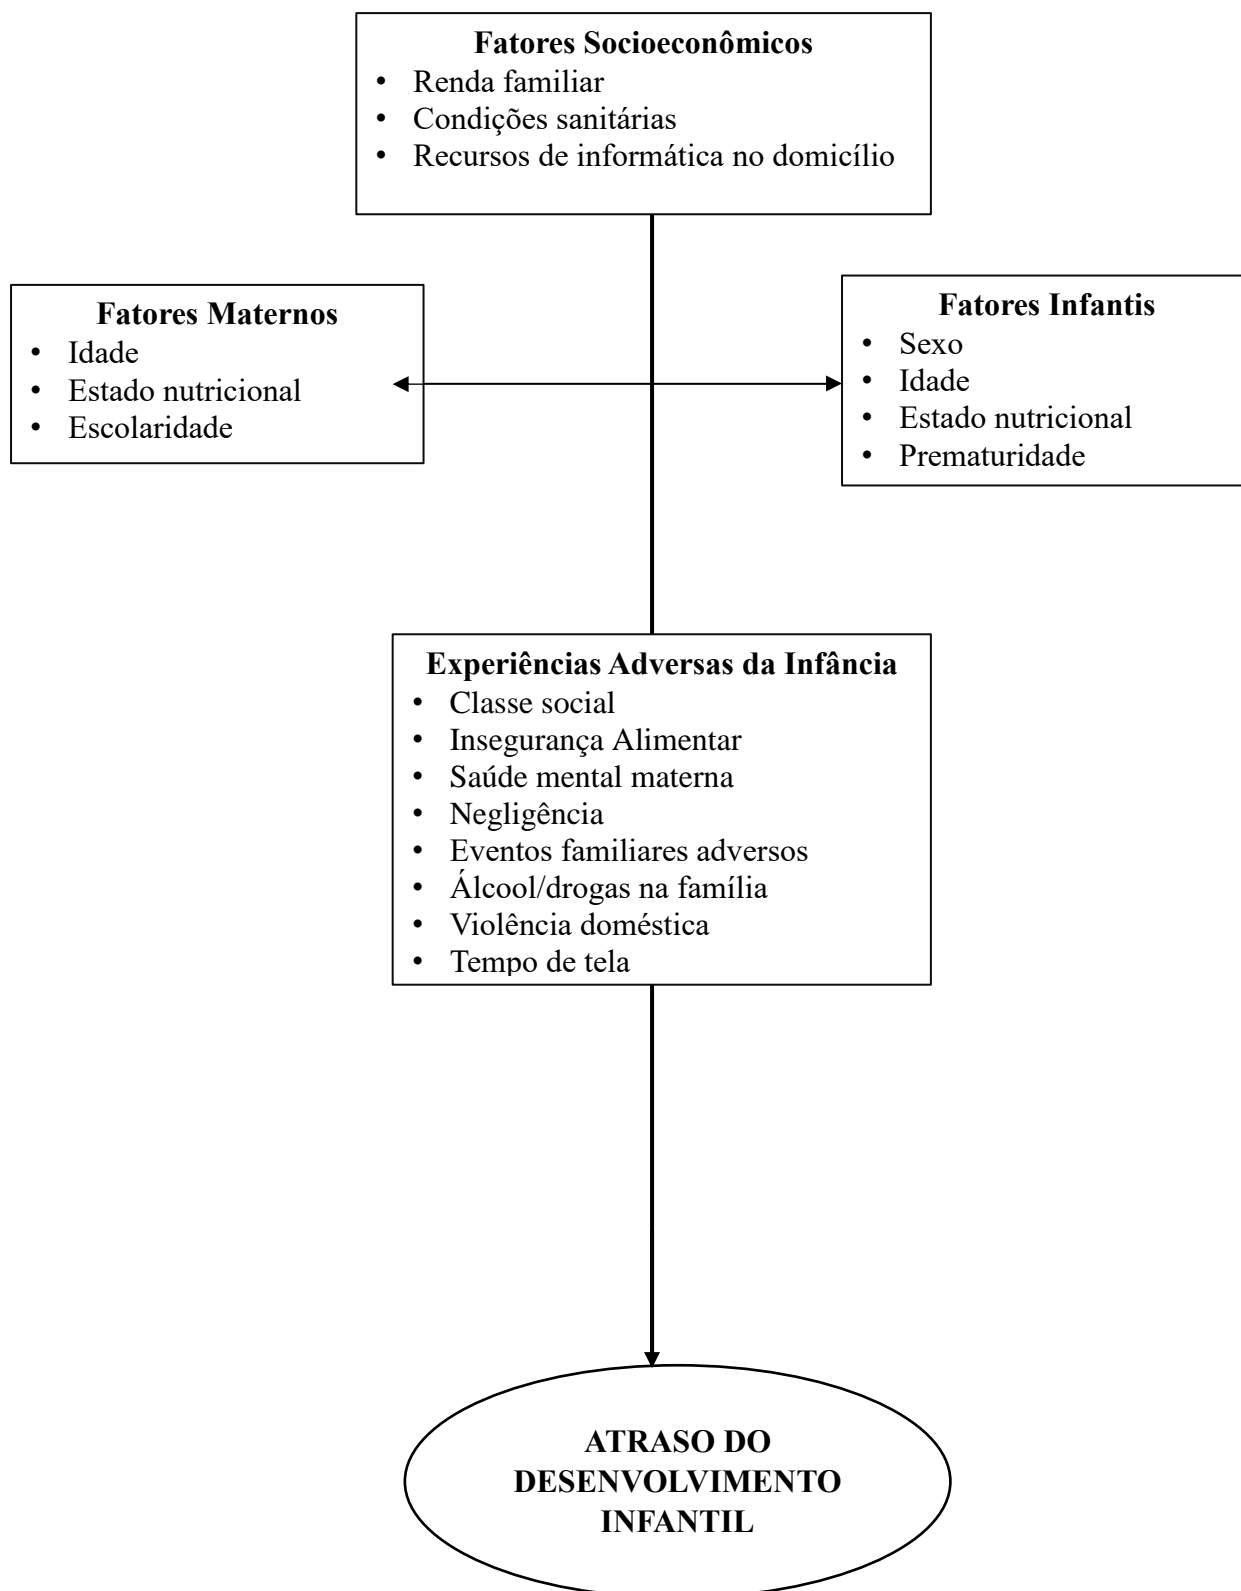 Fatores Socioeconômicos
• Renda familiar
• Condições sanitárias
• Recursos de informática no domicílio
Fatores Maternos
• Idade
• Estado nutricional
• Escolaridade
Fatores Infantis
• Sexo
• Idade
• Estado nutricional
• Prematuridade
Experiências Adversas da Infância
• Classe social
• Insegurança Alimentar
• Saúde mental materna
• Negligência
• Eventos familiares adversos
• Álcool/drogas na família
• Violência doméstica
• Tempo de tela
ATRASO DO
DESENVOLVIMENTO
INFANTIL